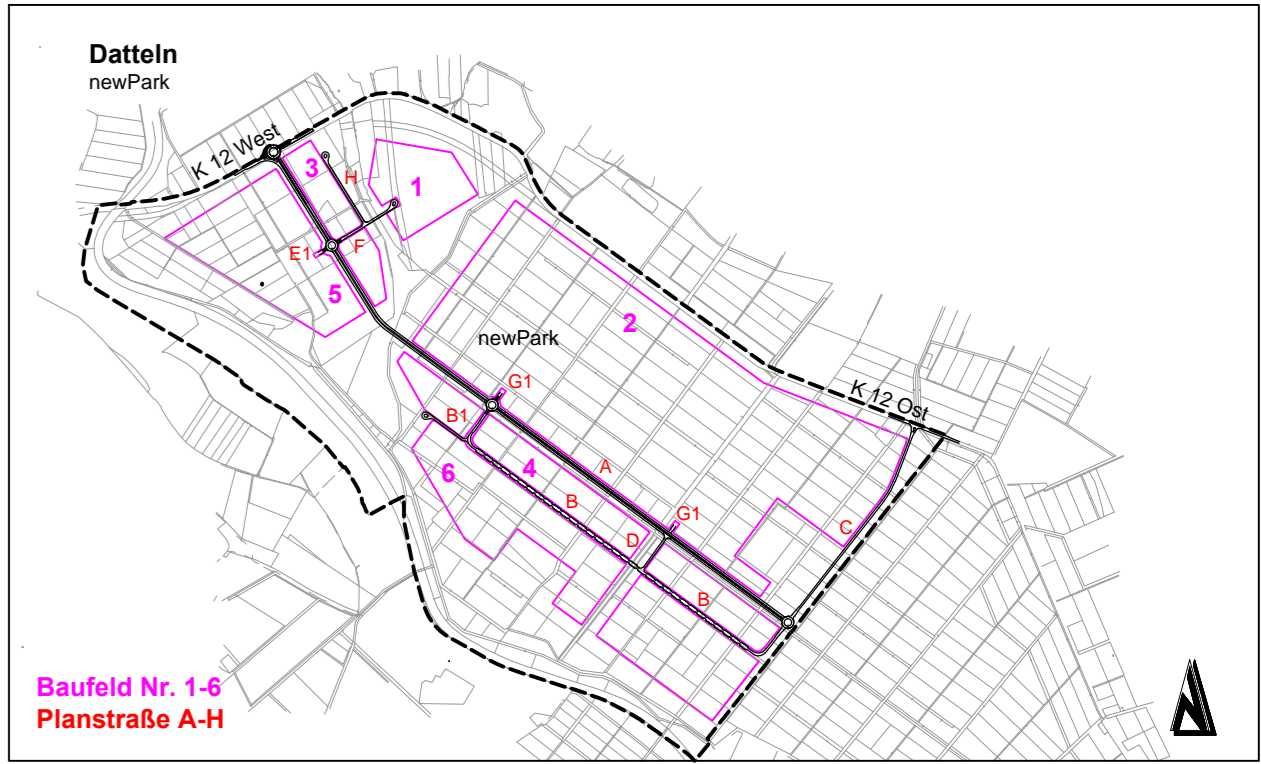 Datteln
newPark
K 12 West
3
H
1
E1
F
5
2
newPark
K 12 Ost
G1
B1
A
4
6
B
G1
C
D
B
Baufeld Nr. 1-6
Planstraße A-H
N